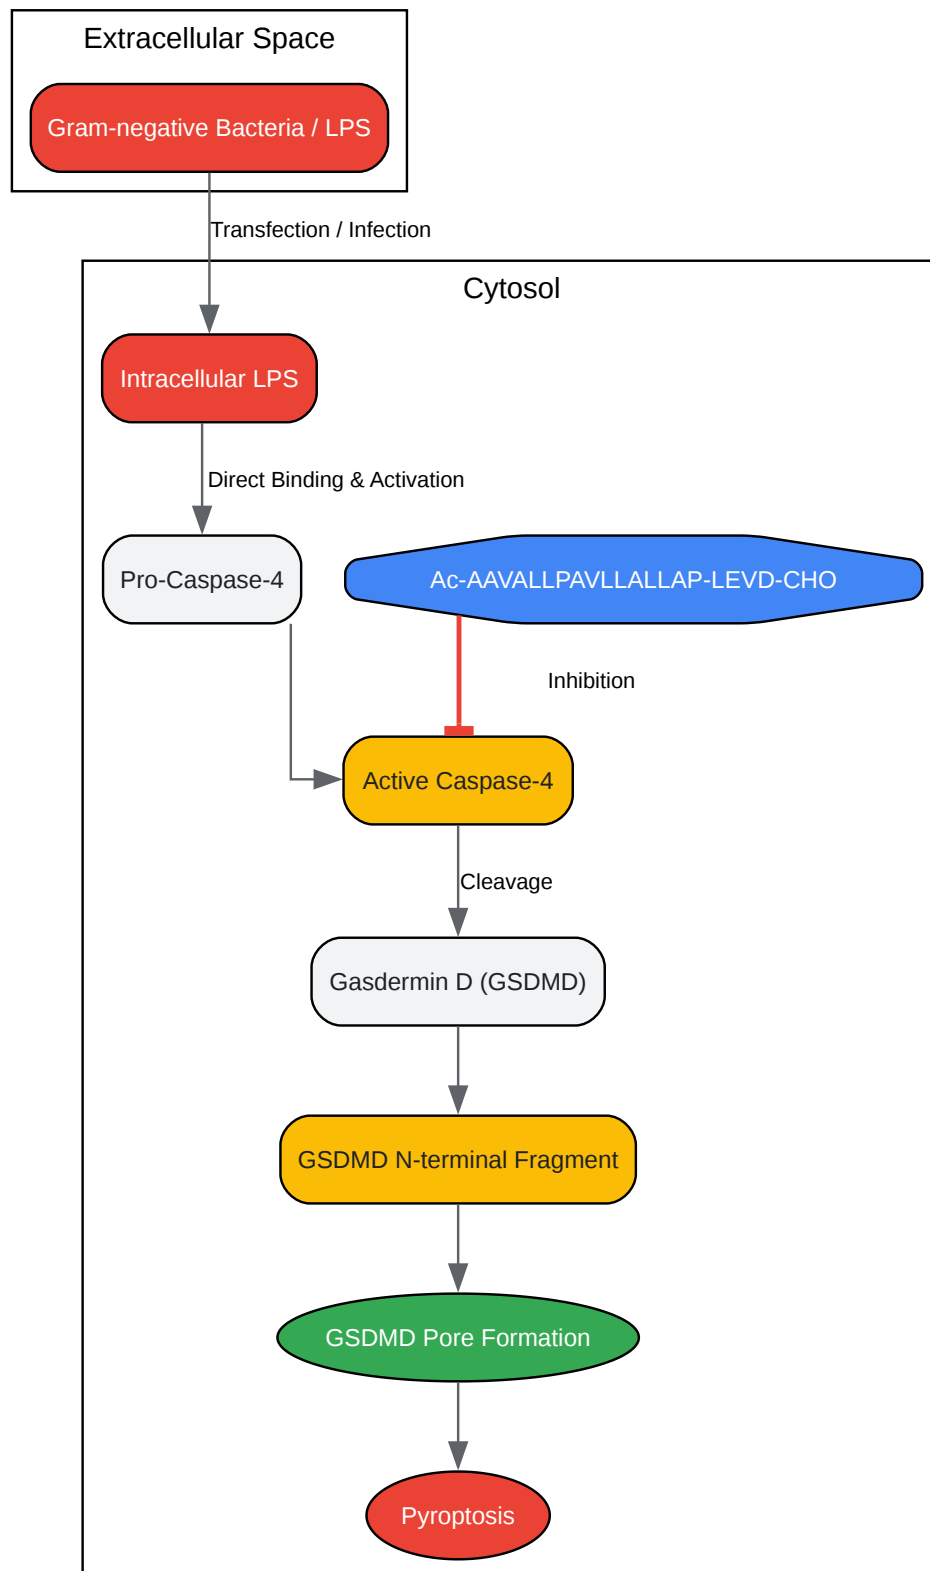 Extracellular Space
Gram-negative Bacteria / LPS
Transfection / Infection
Cytosol
Intracellular LPS
Direct Binding & Activation
Pro-Caspase-4
Ac-AAVALLPAVLLALLAP-LEVD-CHO
Inhibition
Active Caspase-4
Cleavage
Gasdermin D (GSDMD)
GSDMD N-terminal Fragment
GSDMD Pore Formation
Pyroptosis